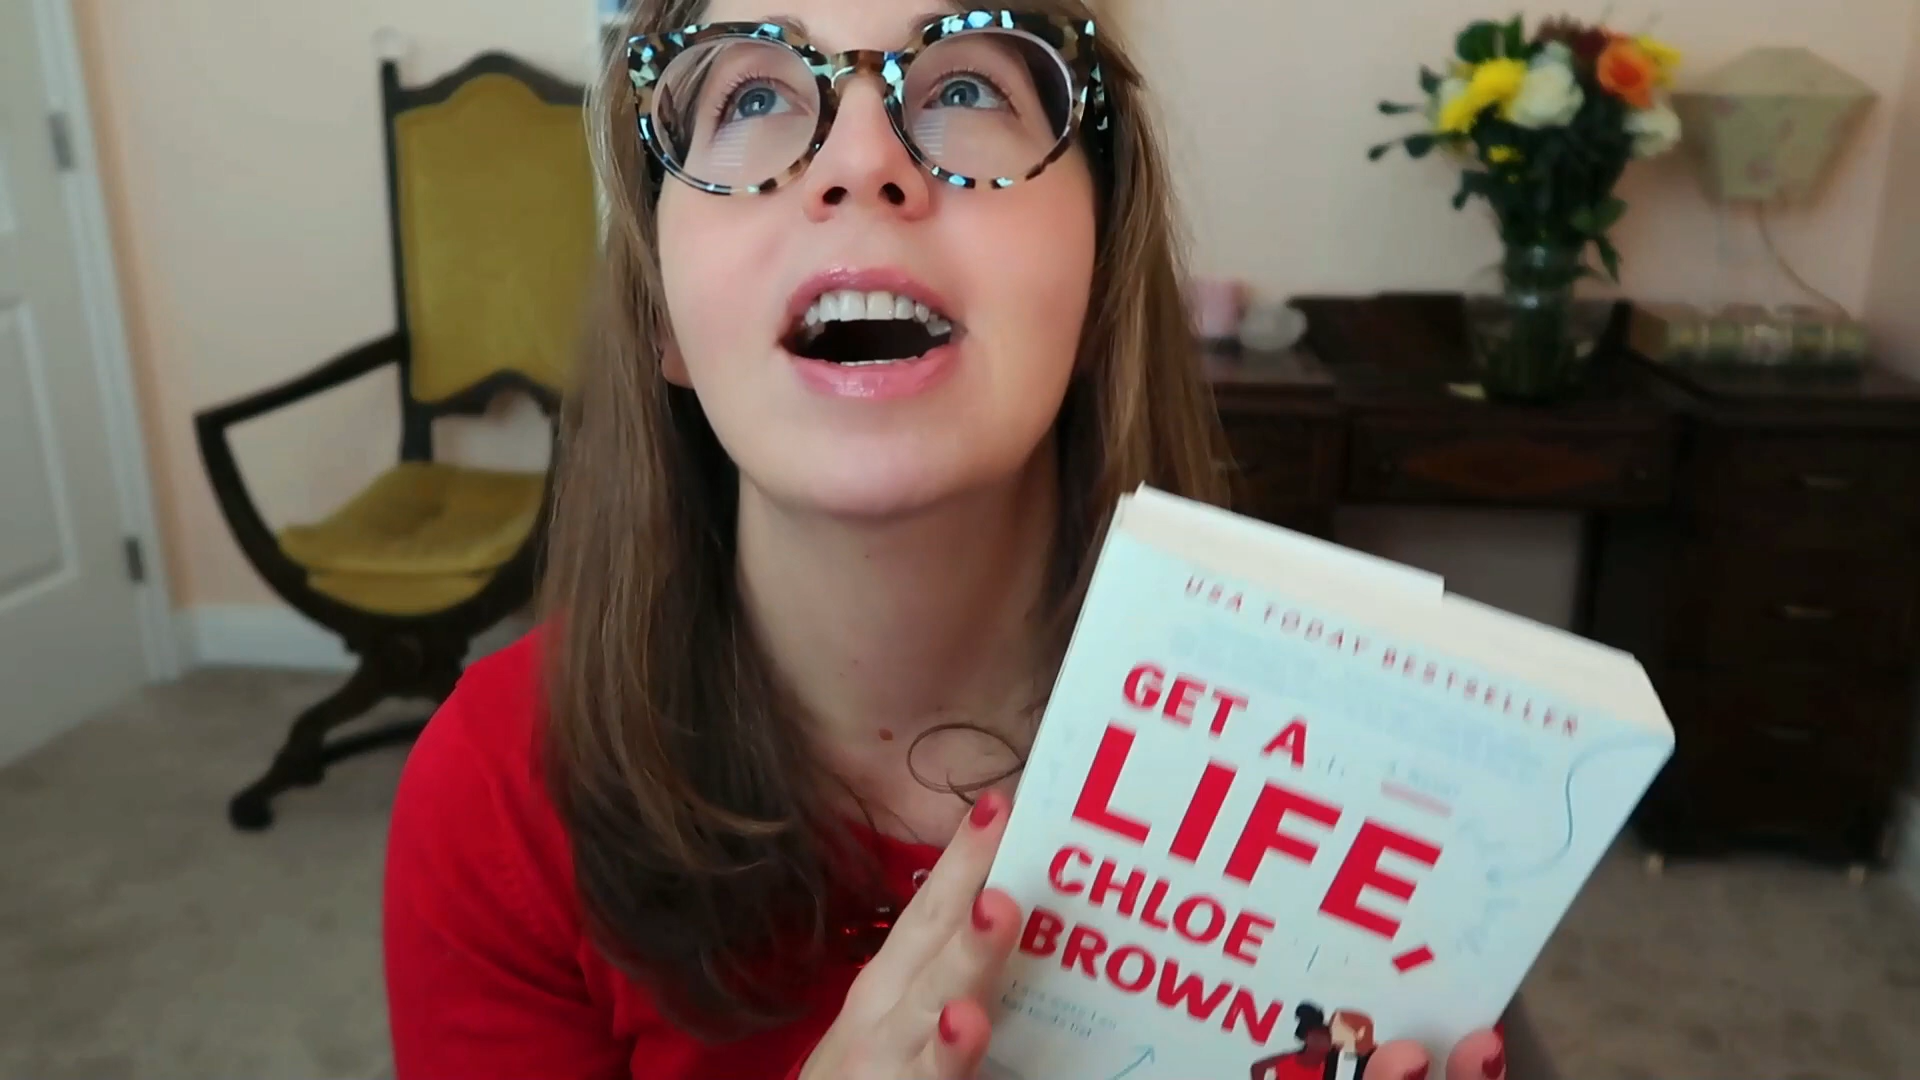 USA TODAY BESTSELLER
GET A
LIFE,
CHLOE
BROWN